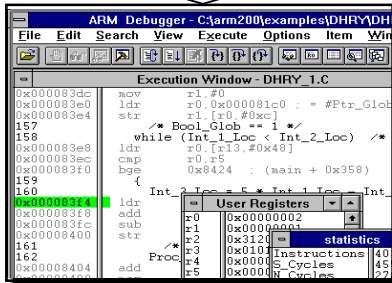 ARM Debugger - C:\arm200\examples\DHRY\DH
File Edit Search View Execute Options Item Win
Execution Window - DHRY_1.C
0x000083dc mov r1,#0
0x000083e0 ldr r0,0x000081c0 ; = #Ptr_Glob
0x000083e4 str r1,[r0,#0xc]
157 /* Bool_Glob == 1 */
158 while (Int_1_Loc < Int_2_Loc) /*
0x000083e8 ldr r0,[r13,#0x48]
0x000083ec cmp r0,r5
0x000083f0 bge 0x8424 ; (main + 0x358)
159 {
160 Int_3_Loc = 5 * Int_1_Loc - Int_
0x000083f4 ldr
0x000083f8 add
0x000083fc sub
0x00008400 str
161 /*
162 Proc_
0x00008404 add
User Registers
r0 0x00000002
r1 0x00000001
r2 0x3120
r3 0x0101
r4 0x0000
r5 0x0000
statistics
Instructions 40
S_Cycles 45
N_Cycles 27